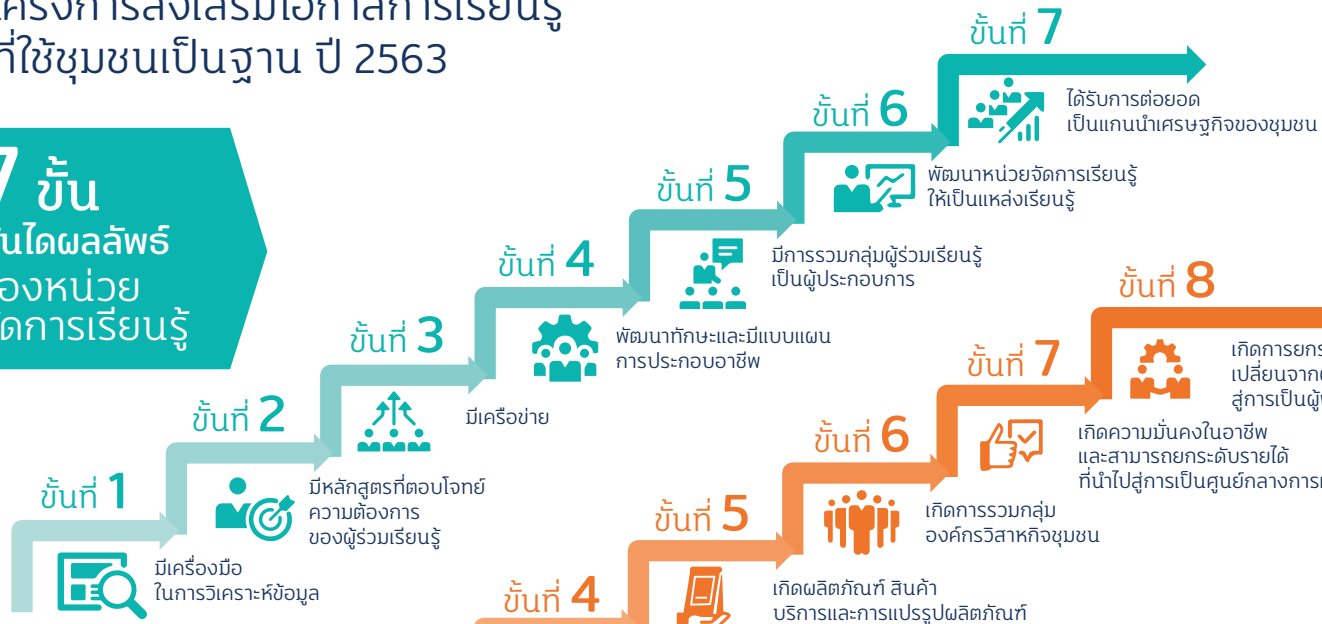 โครงการส่งเสริมโอกาสการเรียนรู้
ที่ใช้ชุมชนเป็นฐาน ปี 2563
7 ขั้น
บันไดผลลัพธ์
ของหน่วย
จัดการเรียนรู้
ขั้นที่ 1
มีเครื่องมือ
ในการวิเคราะห์ข้อมูล
ขั้นที่ 2
มีหลักสูตรที่ตอบโจทย์
ความต้องการ
ของผู้ร่วมเรียนรู้
ขั้นที่ 3
มีเครือข่าย
ขั้นที่ 4
พัฒนาทักษะและมีแบบแผน
การประกอบอาชีพ
ขั้นที่ 5
มีการรวมกลุ่มผู้ร่วมเรียนรู้
เป็นผู้ประกอบการ
ขั้นที่ 6
พัฒนาหน่วยจัดการเรียนรู้
ให้เป็นแหล่งเรียนรู้
ขั้นที่ 7
ได้รับการต่อยอด
เป็นแกนนำเศรษฐกิจของชุมชน
ขั้นที่ 4
ขั้นที่ 5
เกิดผลิตภัณฑ์ สินค้า
บริการและการแปรรูปผลิตภัณฑ์
ขั้นที่ 6
เกิดการรวมกลุ่ม
องค์กรวิสาหกิจชุมชน
ขั้นที่ 7
เกิดความมั่นคงในอาชีพ
และสามารถยกระดับรายได้
ที่นำไปสู่การเป็นศูนย์กลางการ
ขั้นที่ 8
เกิดการยกร
เปลี่ยนจาก
สู่การเป็นผู้